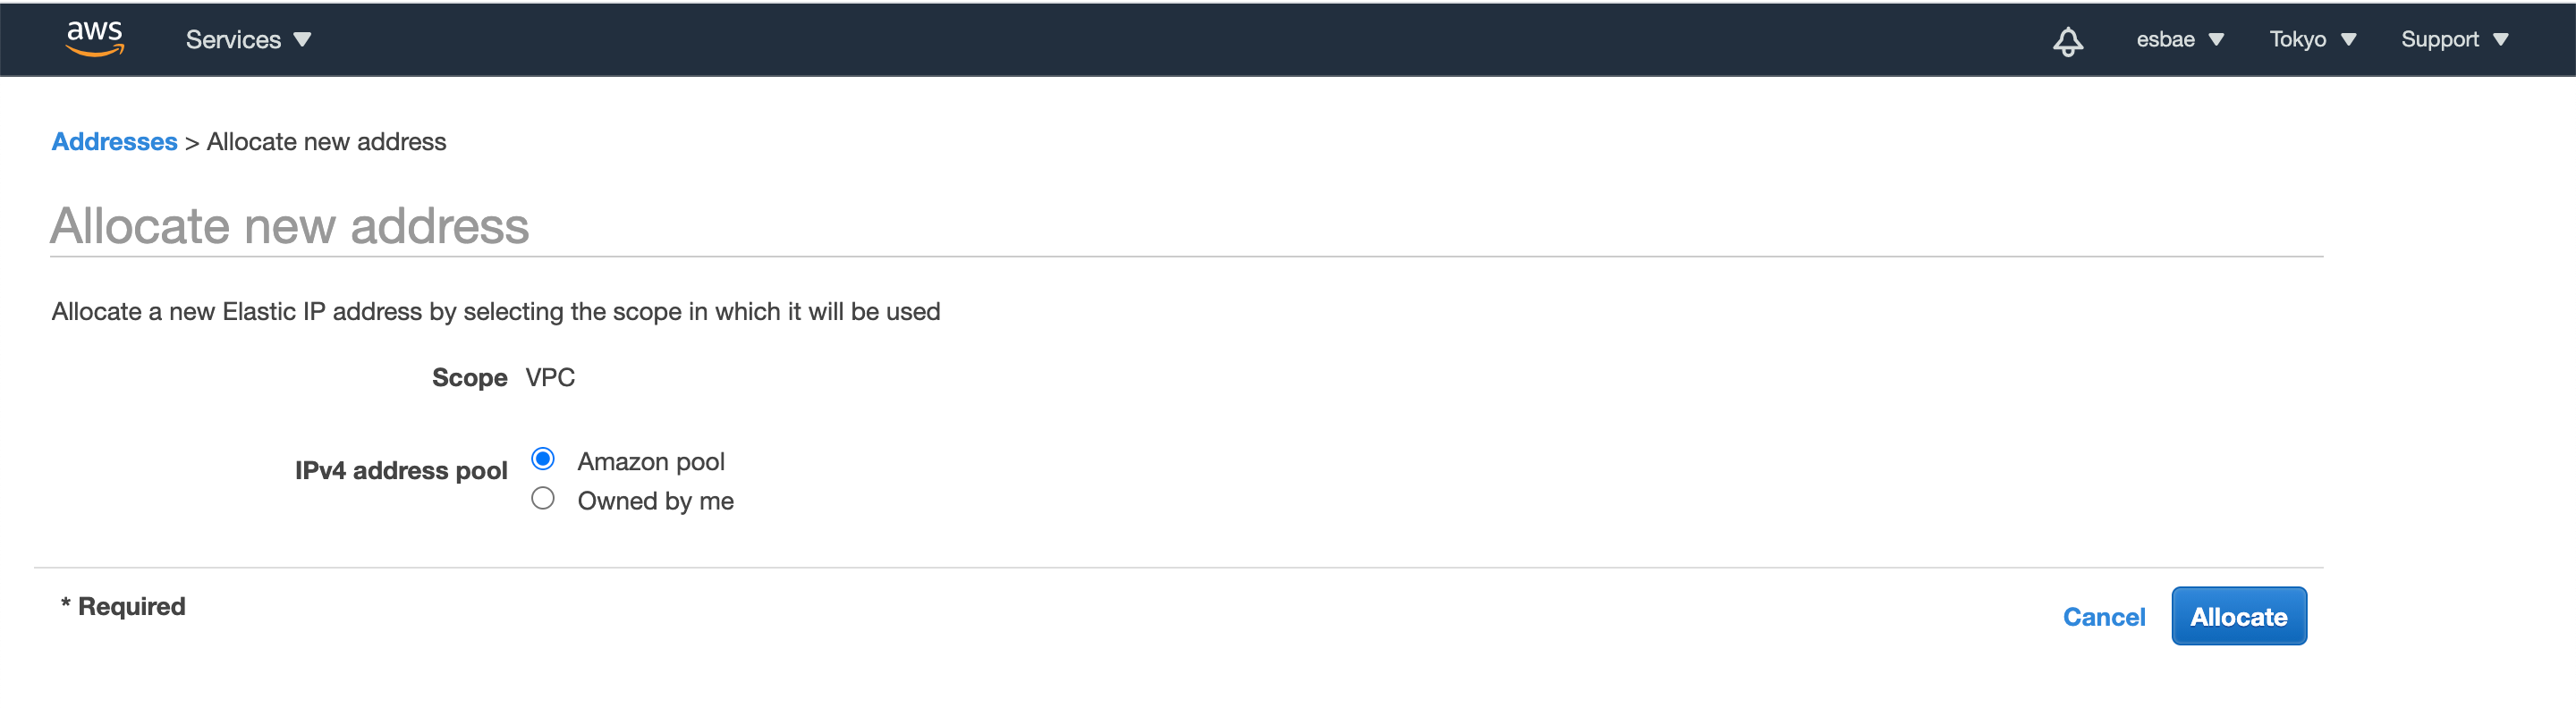 aws Services esbae Tokyo Support
Addresses > Allocate new address
Allocate new address
Allocate a new Elastic IP address by selecting the scope in which it will be used
Scope VPC
IPv4 address pool Amazon pool
Owned by me
* Required
Cancel Allocate